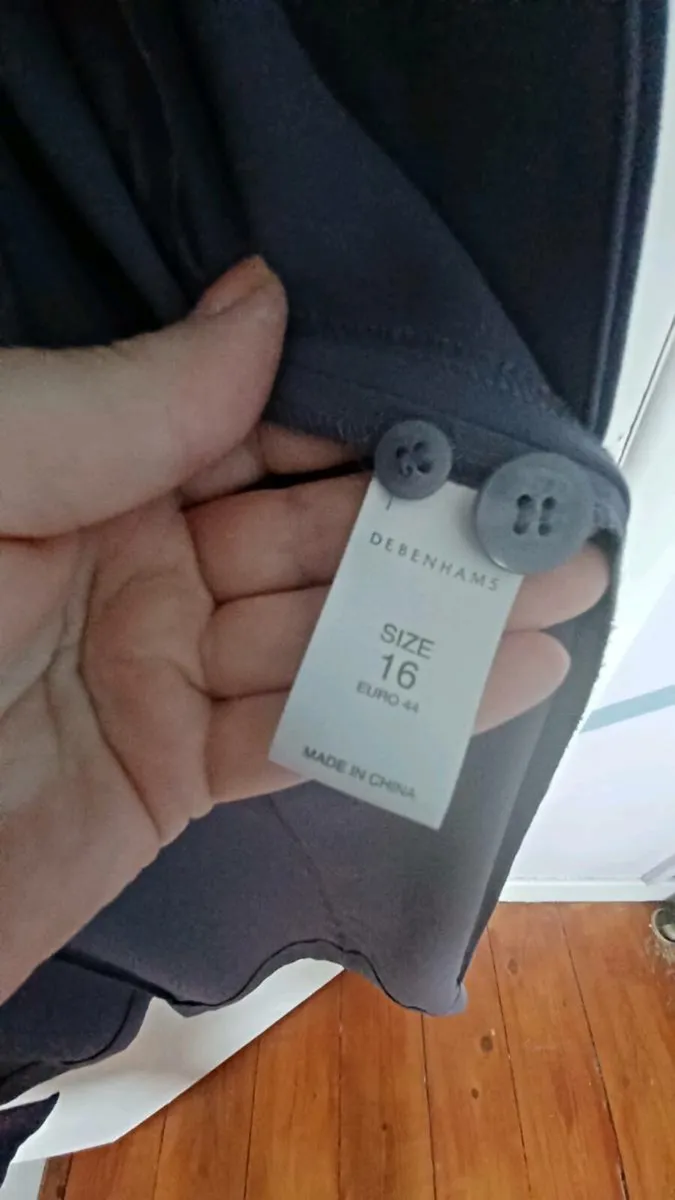 DEBENHAMS
SIZE
16
EURO 44
MADE IN CHINA